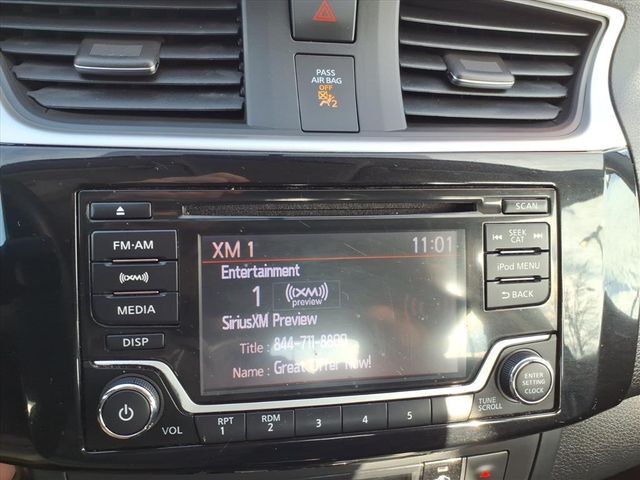 PASS
AIR BAG
OFF
2
SCAN
FM·AM
SEEK
CAT
(XM)
iPod MENU
MEDIA
BACK
DISP
XM 1
11:01
Entertainment
1
((XM))
preview
SiriusXM Preview
Title : 844-711-8800
Name : Great Offer Now!
ENTER
SETTING
CLOCK
TUNE
SCROLL
VOL
RPT
1
RDM
2
3
4
5